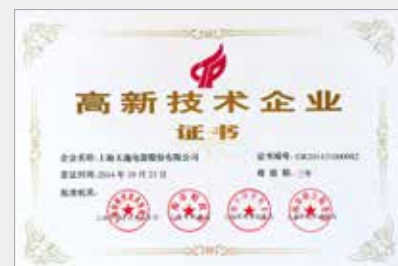 高新技术企业
证书
企业名称:上海天逸电器股份有限公司
证书编号:GR201431000982
发证时间:2014年10月23日
有效期:三年
批准机关: